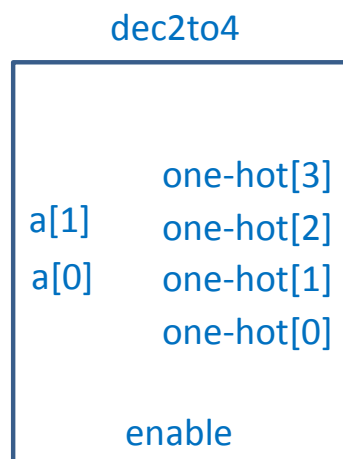 dec2to4
one-hot[3]
a[1]
one-hot[2]
a[0]
one-hot[1]
one-hot[0]
enable